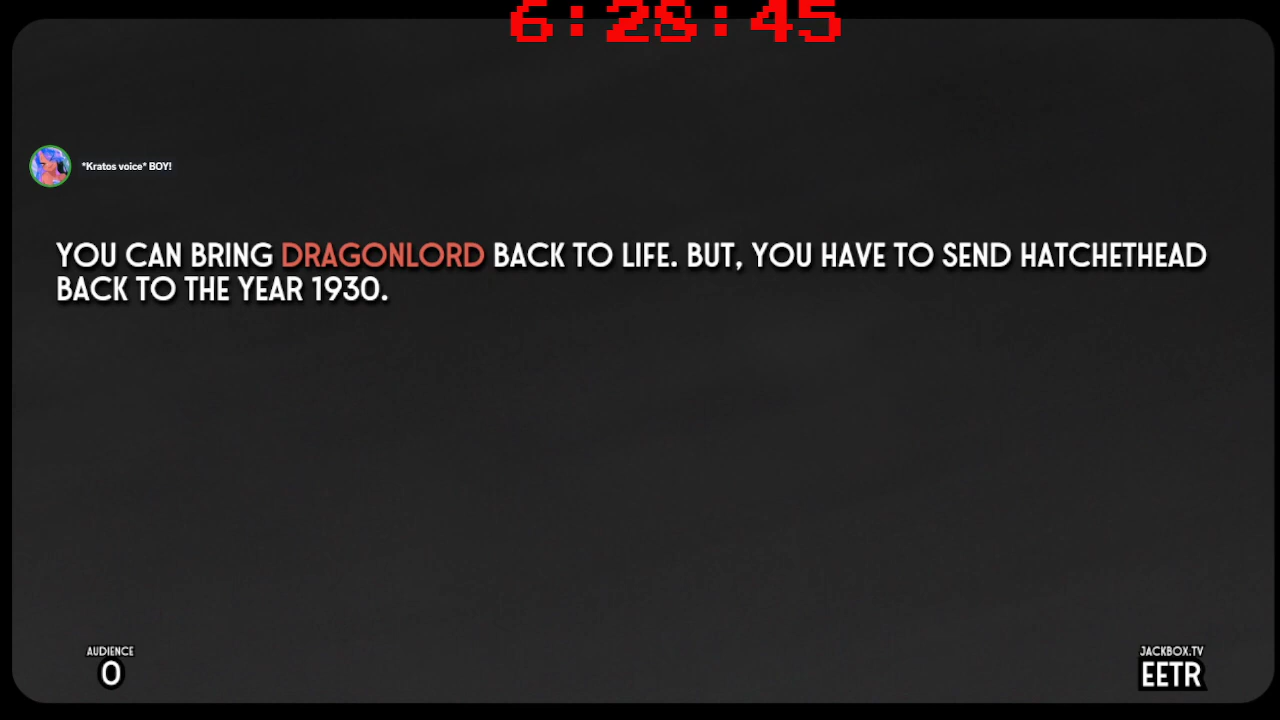 6:28:45
*Kratos voice* BOY!
YOU CAN BRING DRAGONLORD BACK TO LIFE. BUT, YOU HAVE TO SEND HATCHETHEAD
BACK TO THE YEAR 1930.
AUDIENCE
0
JACKBOX.TV
EETR